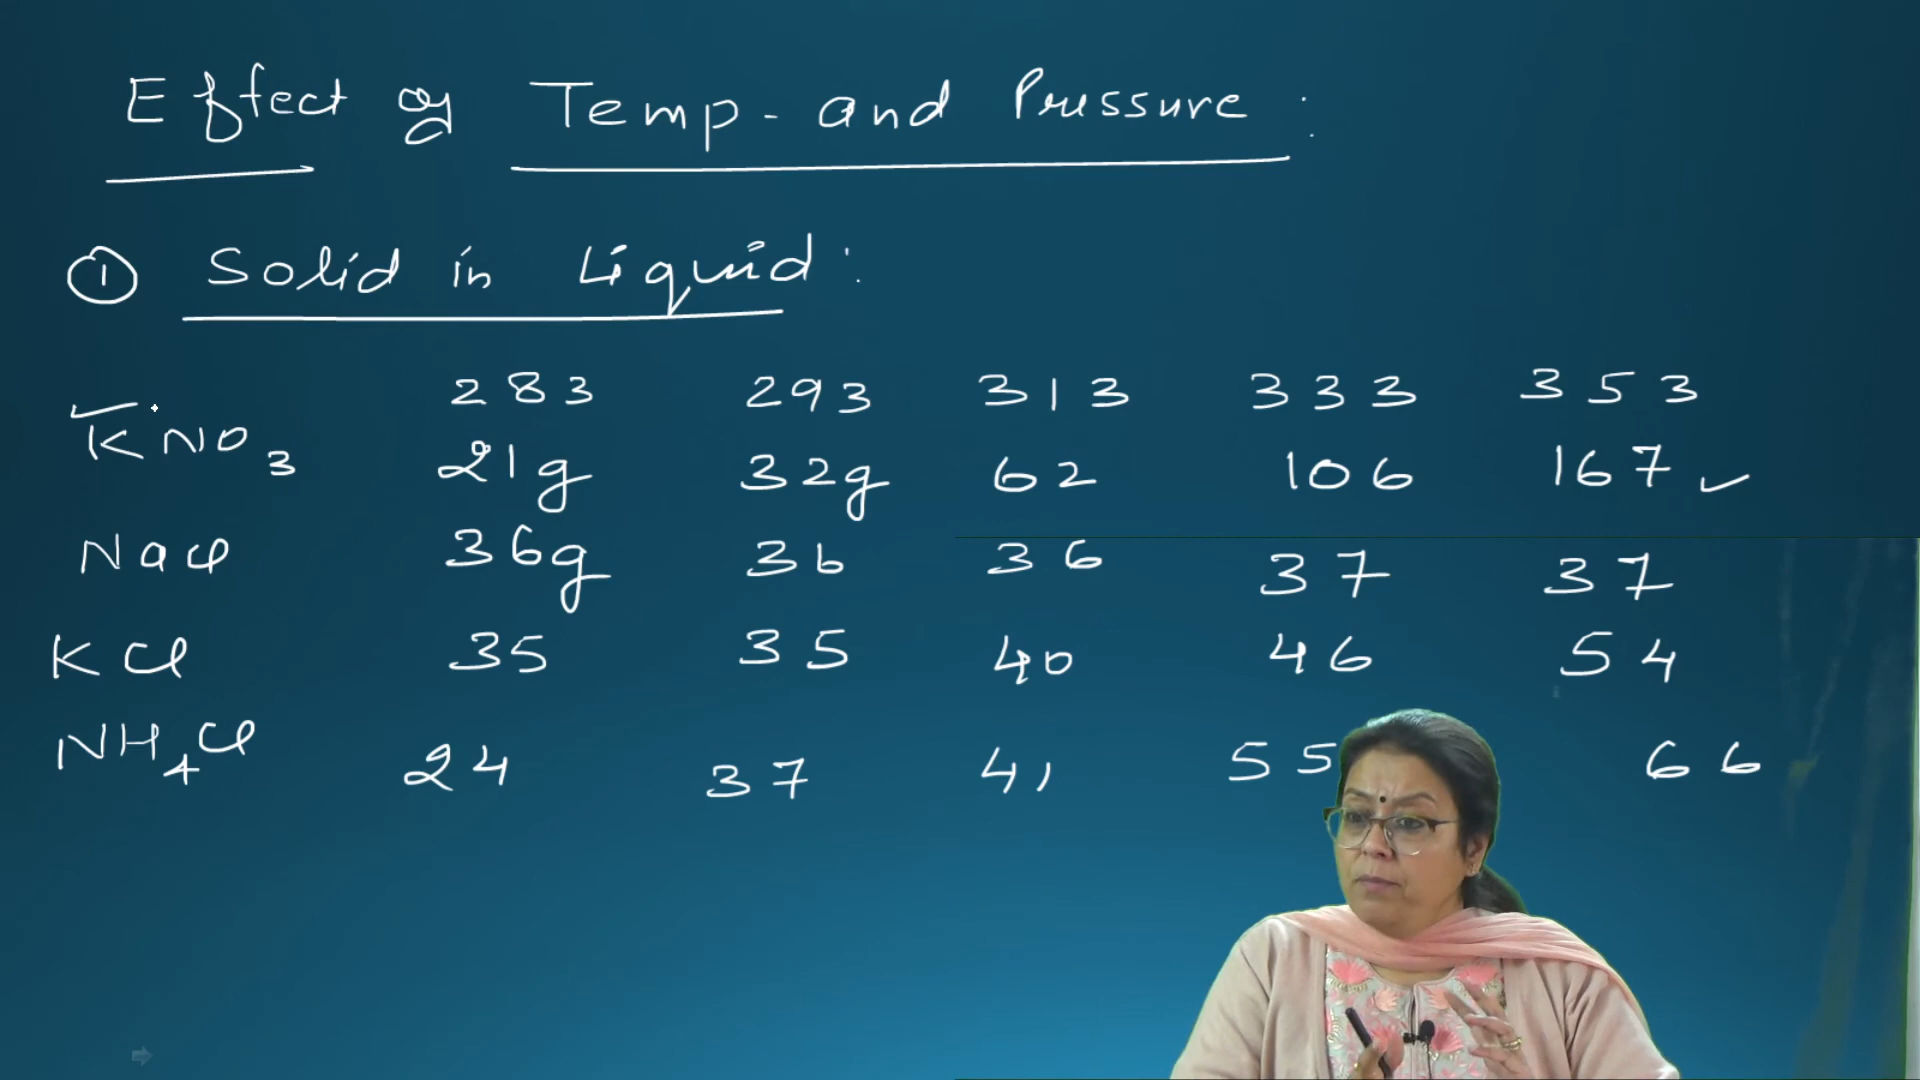 Effect of Temp. and Pressure :
① Solid in Liquid :
283 293 313 333 353
KNO₃ 21g 32g 62 106 167 ✓
NaCl 36g 36 36 37 37
KCl 35 35 40 46 54
NH₄Cl 24 37 41 55 66